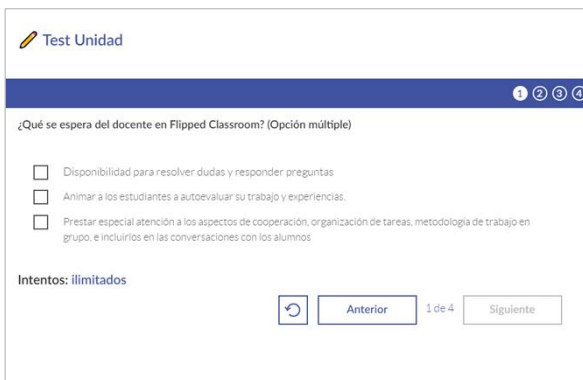 Test Unidad
1 2 3 4
¿Qué se espera del docente en Flipped Classroom? (Opción múltiple)
Disponibilidad para resolver dudas y responder preguntas
Animar a los estudiantes a autoevaluar su trabajo y experiencias.
Prestar especial atención a los aspectos de cooperación, organización de tareas, metodología de trabajo en
grupo, e incluirlos en las conversaciones con los alumnos
Intentos: ilimitados
Anterior 1 de 4 Siguiente